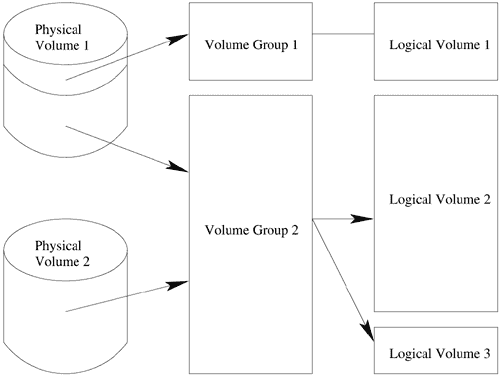 Physical
Volume 1
Volume Group 1
Logical Volume 1
Logical Volume 2
Physical
Volume 2
Volume Group 2
Logical Volume 3